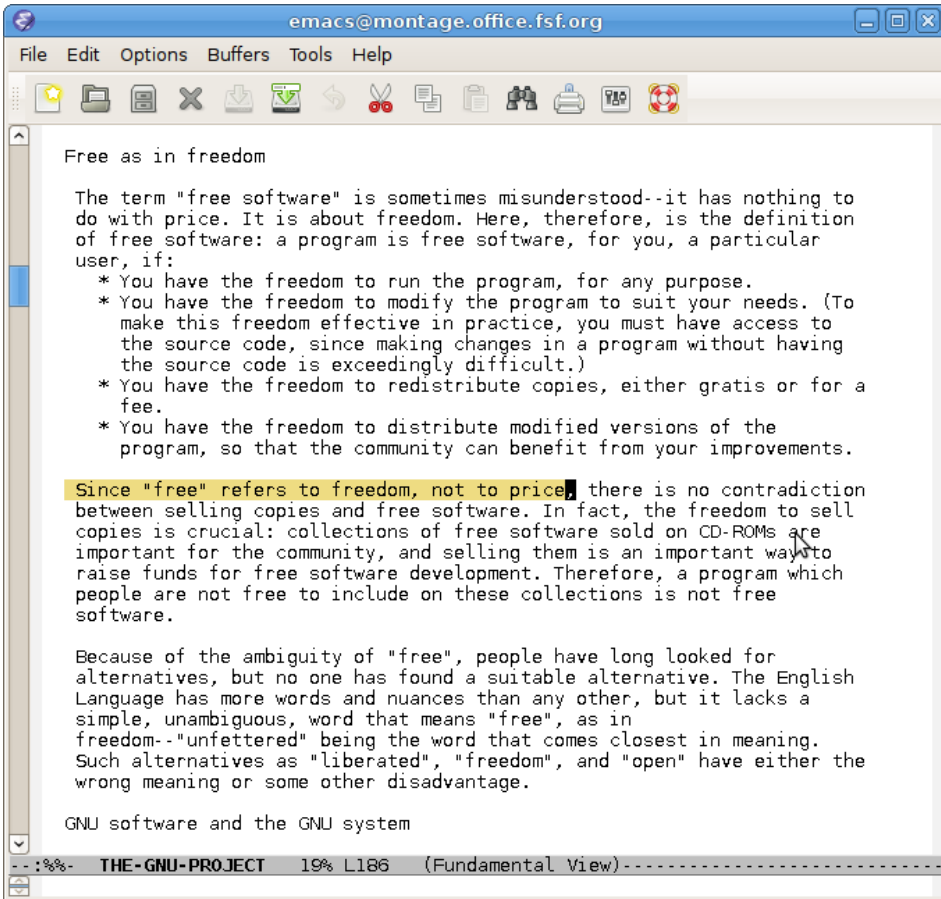 emacs@montage.office.fsf.org
File Edit Options Buffers Tools Help
Free as in freedom
The term "free software" is sometimes misunderstood--it has nothing to
do with price. It is about freedom. Here, therefore, is the definition
of free software: a program is free software, for you, a particular
user, if:
* You have the freedom to run the program, for any purpose.
* You have the freedom to modify the program to suit your needs. (To
make this freedom effective in practice, you must have access to
the source code, since making changes in a program without having
the source code is exceedingly difficult.)
* You have the freedom to redistribute copies, either gratis or for a
fee.
* You have the freedom to distribute modified versions of the
program, so that the community can benefit from your improvements.
Since "free" refers to freedom, not to price, there is no contradiction
between selling copies and free software. In fact, the freedom to sell
copies is crucial: collections of free software sold on CD-ROMs are
important for the community, and selling them is an important way to
raise funds for free software development. Therefore, a program which
people are not free to include on these collections is not free
software.
Because of the ambiguity of "free", people have long looked for
alternatives, but no one has found a suitable alternative. The English
Language has more words and nuances than any other, but it lacks a
simple, unambiguous, word that means "free", as in
freedom--"unfettered" being the word that comes closest in meaning.
Such alternatives as "liberated", "freedom", and "open" have either the
wrong meaning or some other disadvantage.
GNU software and the GNU system
--:%%- THE-GNU-PROJECT 19% L186 (Fundamental View)----------------------------